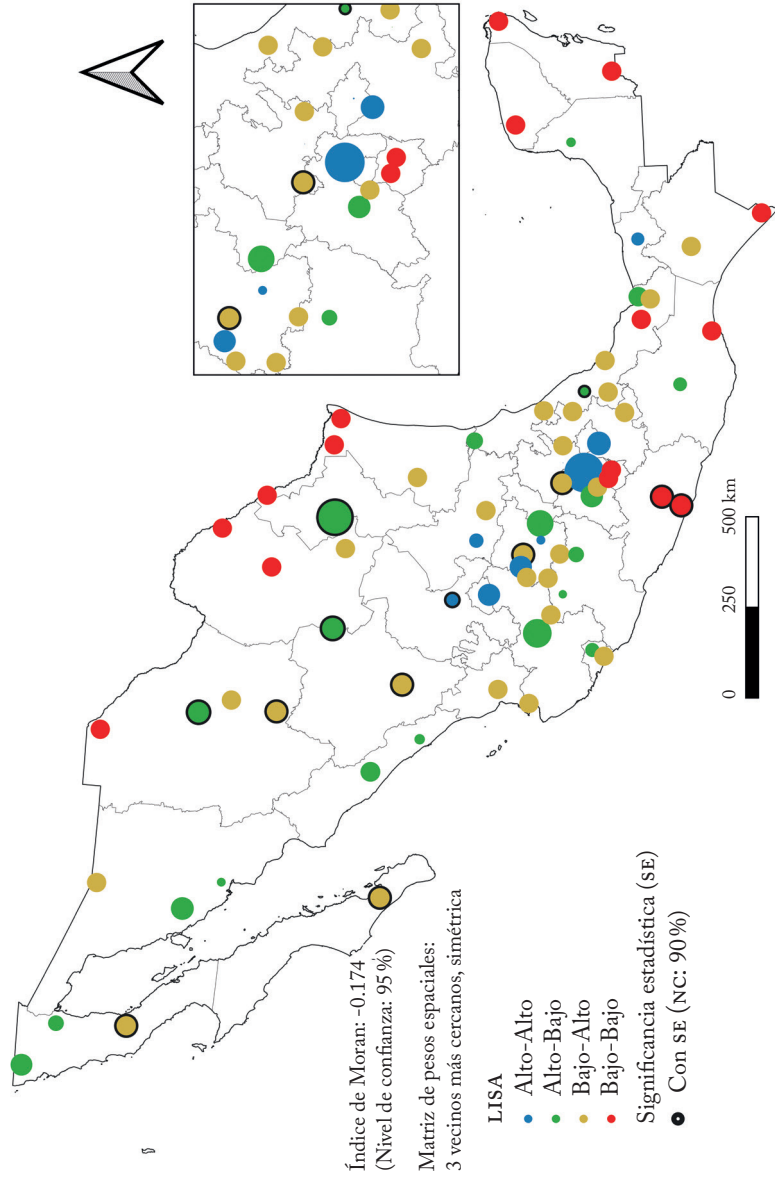 Índice de Moran: -0.174
(Nivel de confianza: 95 %)
Matriz de pesos espaciales:
3 vecinos más cercanos, simétrica
LISA
Alto-Alto
Alto-Bajo
Bajo-Alto
Bajo-Bajo
Significancia estadística (SE)
Con SE (NC: 90 %)
0 250 500 km